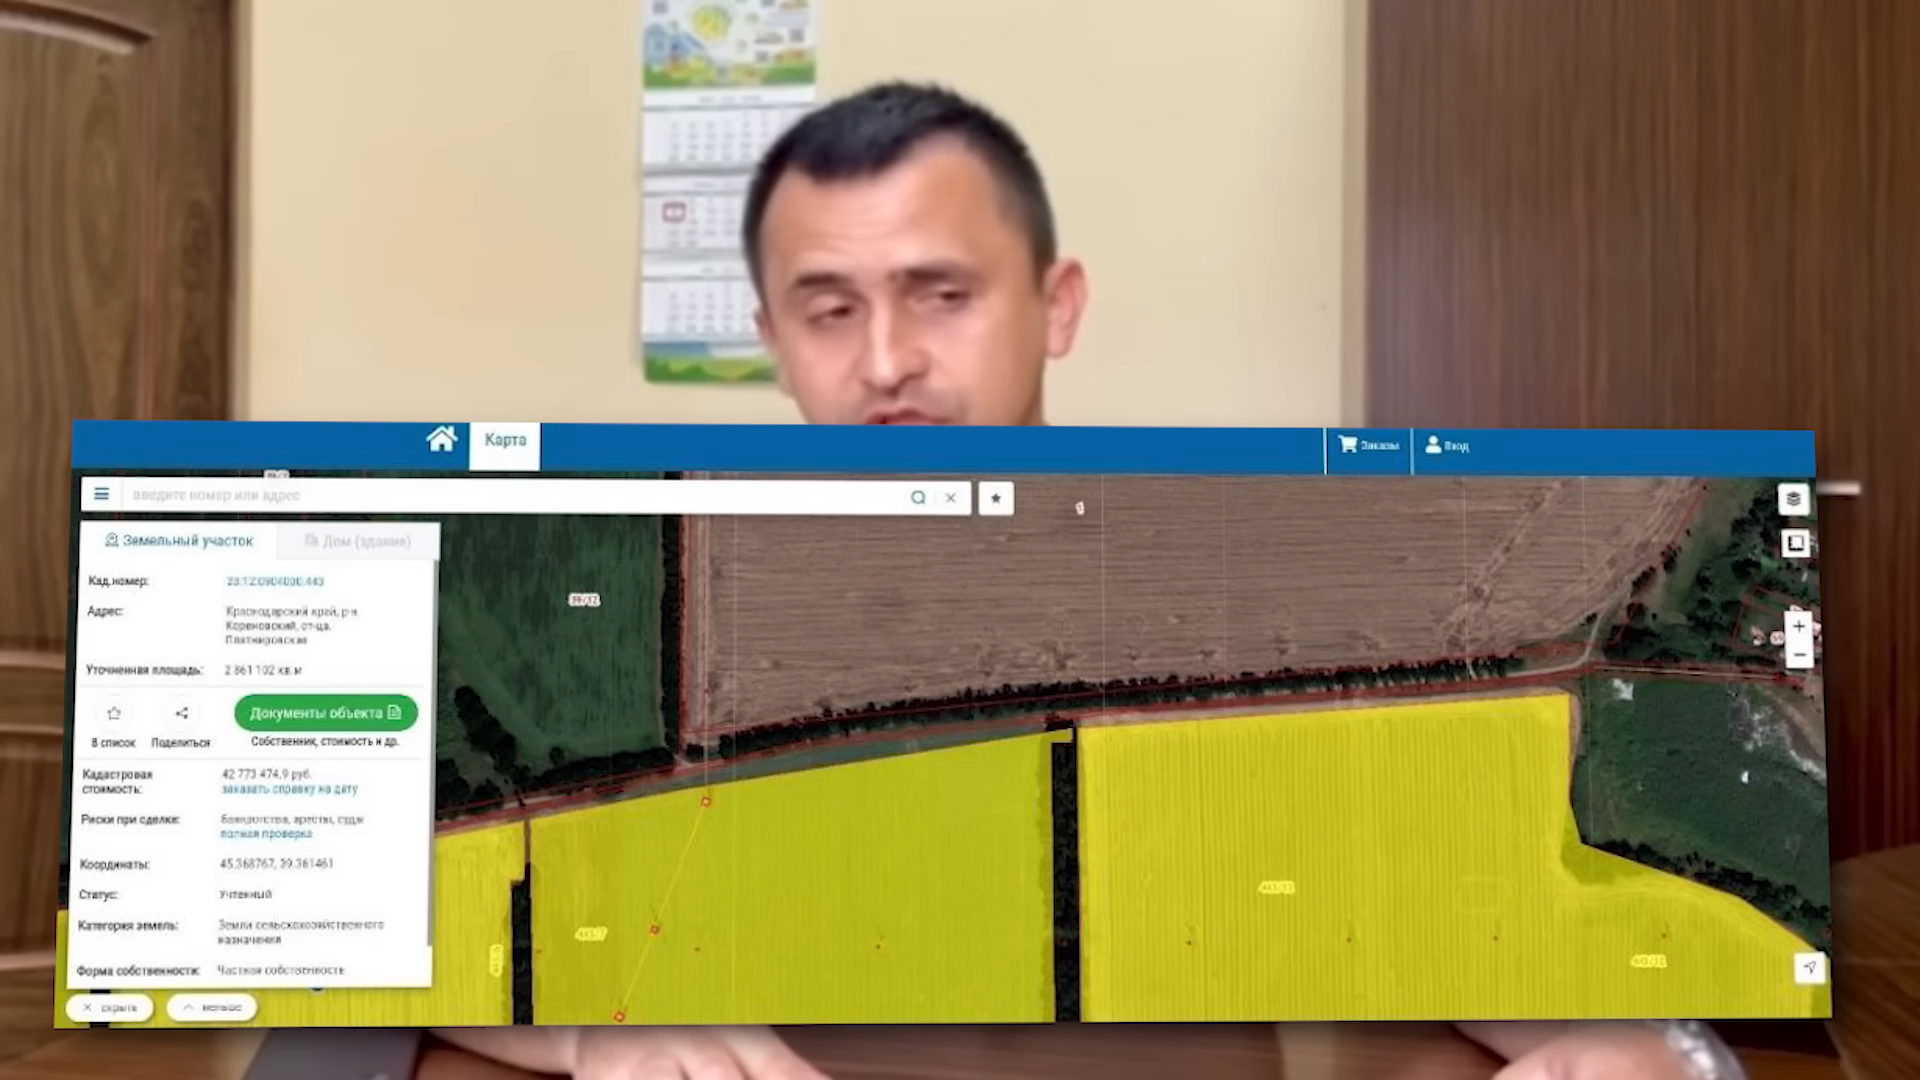 Карта
Заказы
Вход
введите номер или адрес
Земельный участок
Дом (здание)
Кад.номер:
23:12:0904000:443
Адрес:
Краснодарский край, р-н
Кореновский, ст-ца.
Платнировская
Уточненная площадь:
2 861 102 кв.м
В список
Поделиться
Документы объекта
Собственник, стоимость и др.
Кадастровая
стоимость:
42 773 474,9 руб.
заказать справку на дату
Риски при сделке:
Банкротства, аресты, суды
полная проверка
Координаты:
45.368767, 39.361461
Статус:
Учтенный
Категория земель:
Земли сельскохозяйственного
назначения
Форма собственности:
Частная собственность
скрыть
меньше